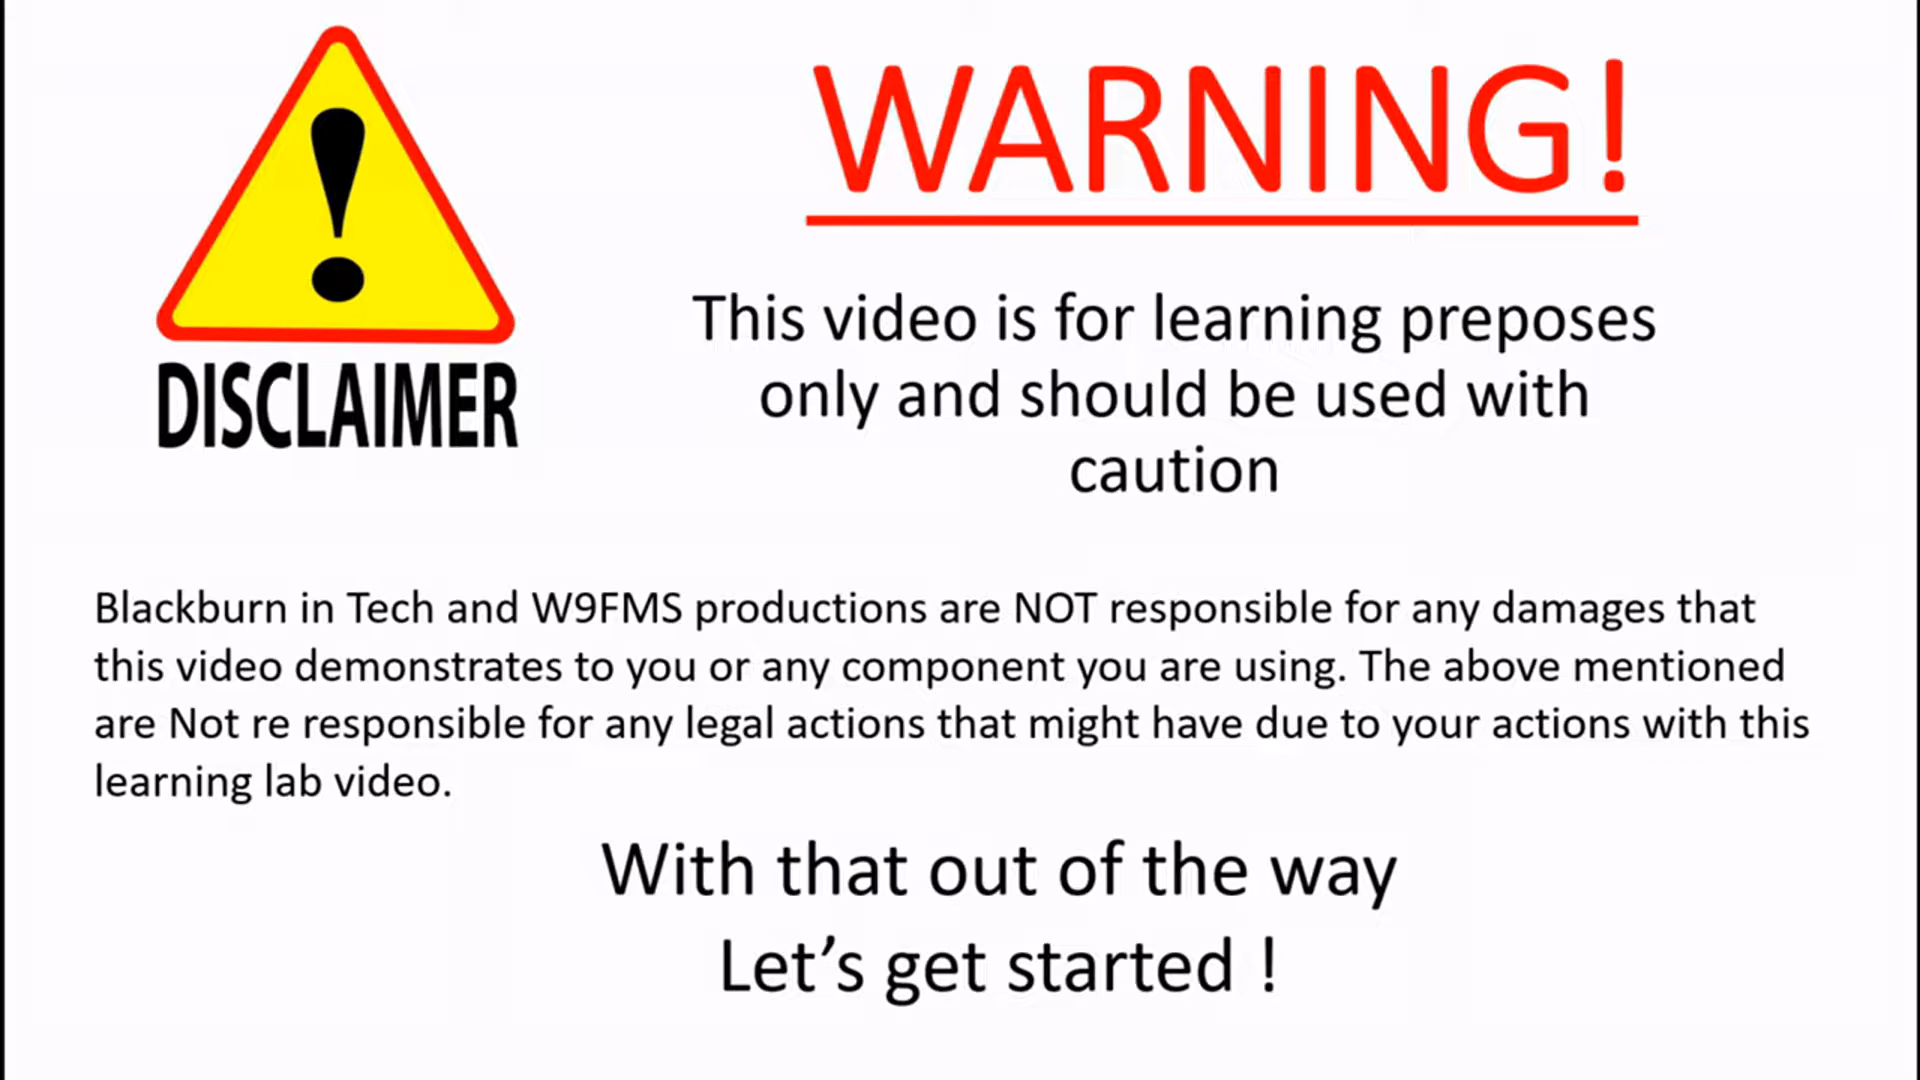 WARNING!
DISCLAIMER
This video is for learning preposes
only and should be used with
caution
Blackburn in Tech and W9FMS productions are NOT responsible for any damages that
this video demonstrates to you or any component you are using. The above mentioned
are Not re responsible for any legal actions that might have due to your actions with this
learning lab video.
With that out of the way
Let’s get started !